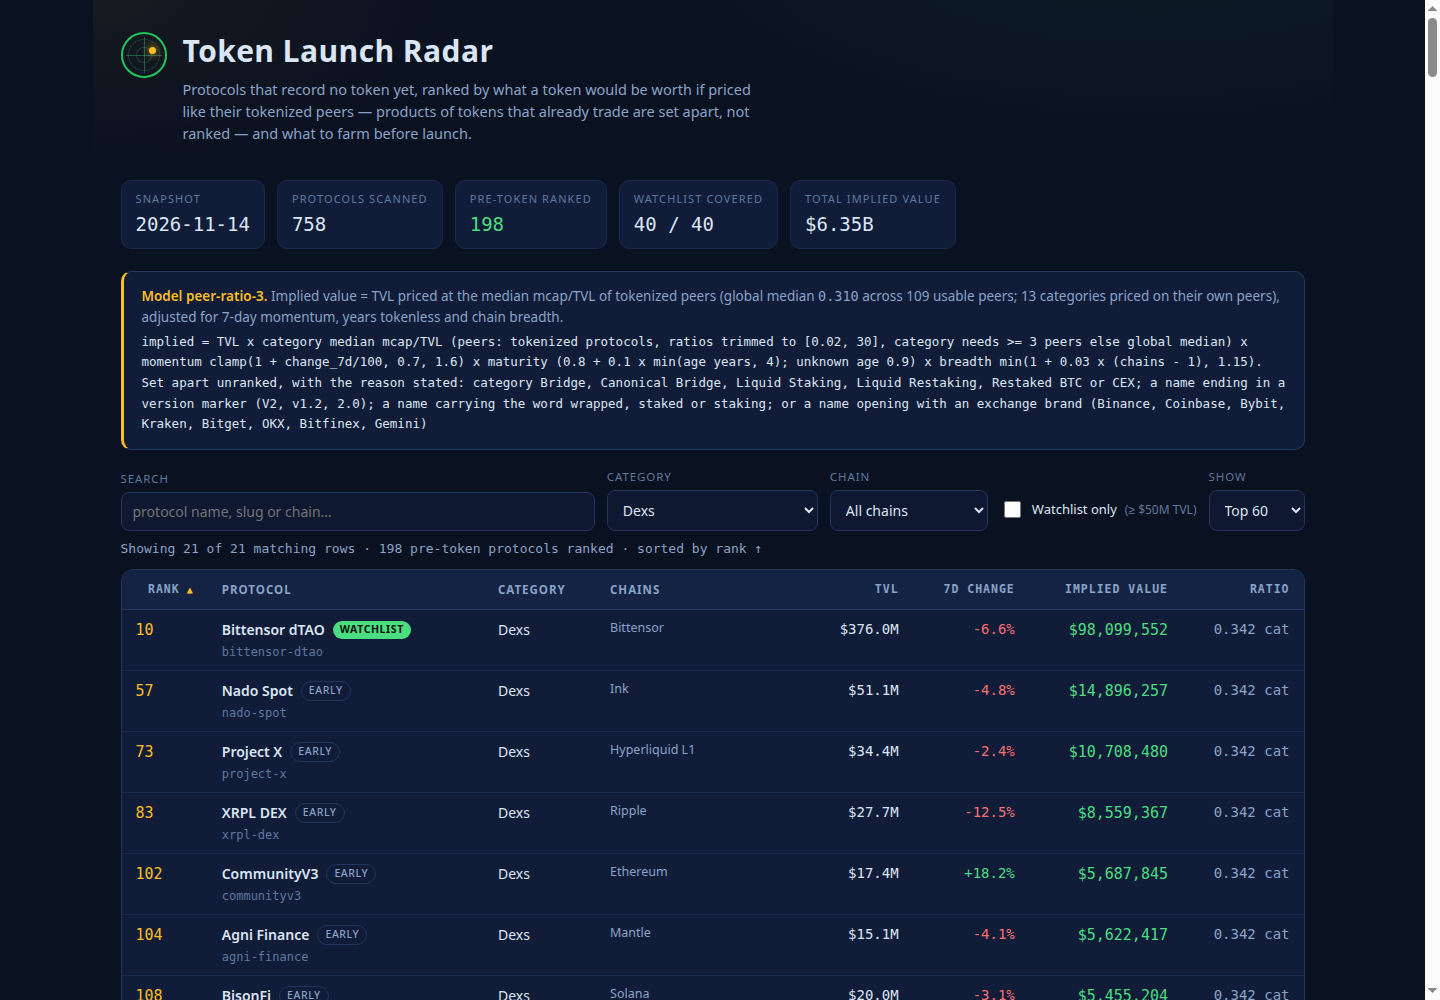 Token Launch Radar
Protocols that record no token yet, ranked by what a token would be worth if priced
like their tokenized peers — products of tokens that already trade are set apart, not
ranked — and what to farm before launch.
SNAPSHOT
2026-11-14
PROTOCOLS SCANNED
758
PRE-TOKEN RANKED
198
WATCHLIST COVERED
40 / 40
TOTAL IMPLIED VALUE
$6.35B
Model peer-ratio-3. Implied value = TVL priced at the median mcap/TVL of tokenized peers (global median 0.310 across 109 usable peers; 13 categories priced on their own peers),
adjusted for 7-day momentum, years tokenless and chain breadth.
implied = TVL x category median mcap/TVL (peers: tokenized protocols, ratios trimmed to [0.02, 30], category needs >= 3 peers else global median) x
momentum clamp(1 + change_7d/100, 0.7, 1.6) x maturity (0.8 + 0.1 x min(age years, 4); unknown age 0.9) x breadth min(1 + 0.03 x (chains - 1), 1.15).
Set apart unranked, with the reason stated: category Bridge, Canonical Bridge, Liquid Staking, Liquid Restaking, Restaked BTC or CEX; a name ending in a
version marker (V2, v1.2, 2.0); a name carrying the word wrapped, staked or staking; or a name opening with an exchange brand (Binance, Coinbase, Bybit,
Kraken, Bitget, OKX, Bitfinex, Gemini)
SEARCH
protocol name, slug or chain...
CATEGORY
Dexs
CHAIN
All chains
Watchlist only (≥ $50M TVL)
SHOW
Top 60
Showing 21 of 21 matching rows · 198 pre-token protocols ranked · sorted by rank ↑
RANK ▲ PROTOCOL CATEGORY CHAINS TVL 7D CHANGE IMPLIED VALUE RATIO
10 Bittensor dTAO WATCHLIST Dexs Bittensor $376.0M -6.6% $98,099,552 0.342 cat
bittensor-dtao
57 Nado Spot EARLY Dexs Ink $51.1M -4.8% $14,896,257 0.342 cat
nado-spot
73 Project X EARLY Dexs Hyperliquid L1 $34.4M -2.4% $10,708,480 0.342 cat
project-x
83 XRPL DEX EARLY Dexs Ripple $27.7M -12.5% $8,559,367 0.342 cat
xrpl-dex
102 CommunityV3 EARLY Dexs Ethereum $17.4M +18.2% $5,687,845 0.342 cat
communityv3
104 Agni Finance EARLY Dexs Mantle $15.1M -4.1% $5,622,417 0.342 cat
agni-finance
108 BisonFi EARLY Dexs Solana $20.0M -3.1% $5,455,204 0.342 cat